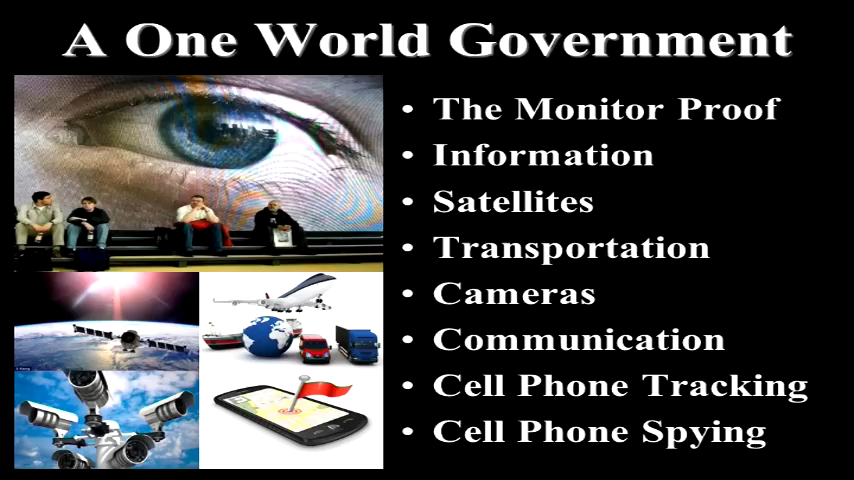 A One World Government
• The Monitor Proof
• Information
• Satellites
• Transportation
• Cameras
• Communication
• Cell Phone Tracking
• Cell Phone Spying